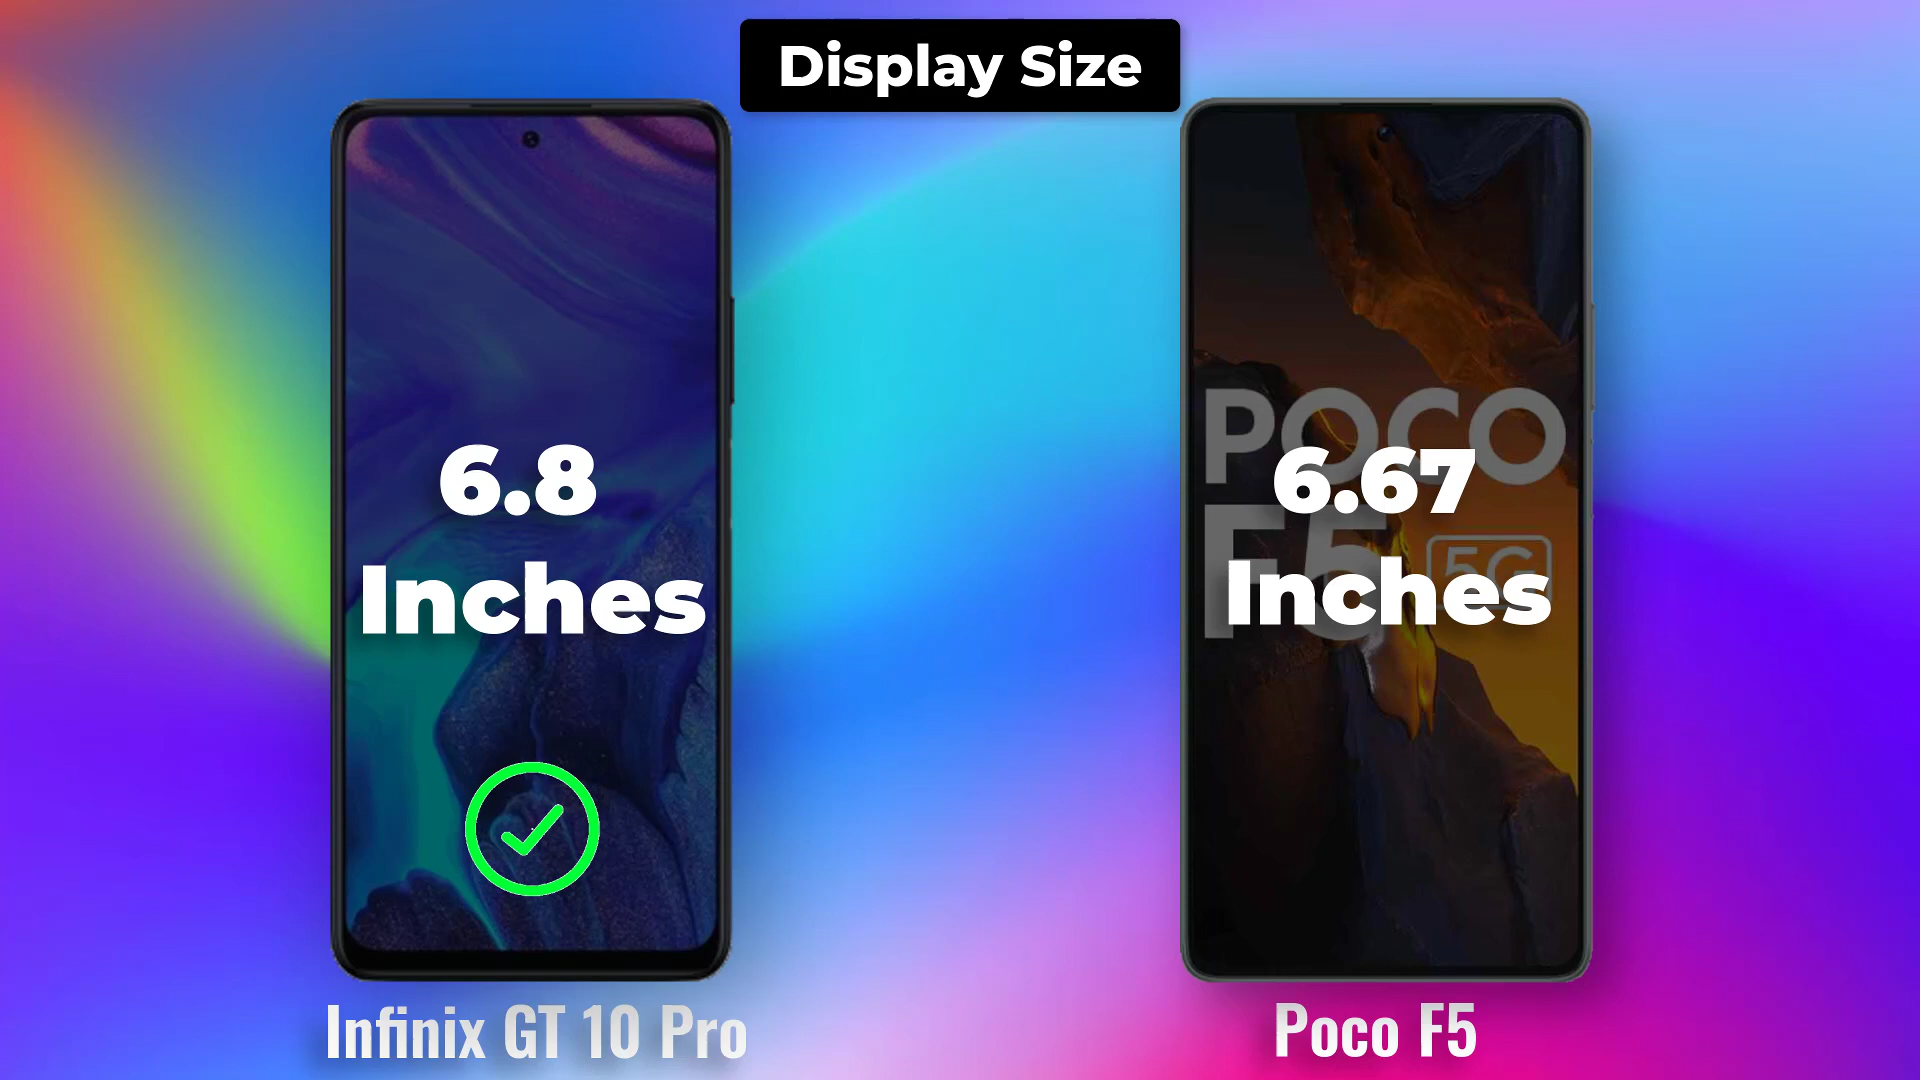 Display Size
6.8
Inches
Infinix GT 10 Pro
POCO
6.67
F5 5G
Inches
Poco F5